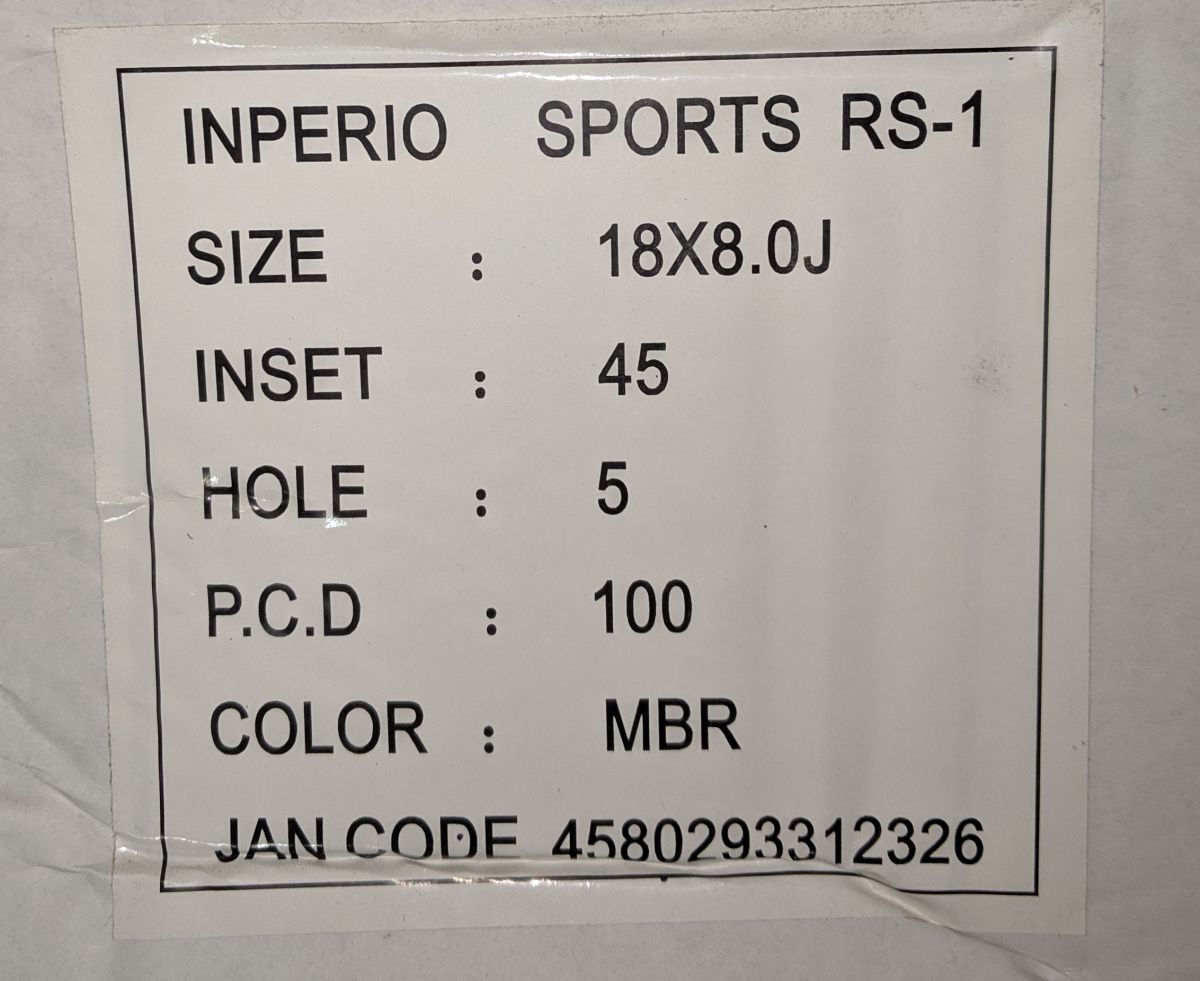 INPERIO SPORTS RS-1
SIZE : 18X8.0J
INSET : 45
HOLE : 5
P.C.D : 100
COLOR : MBR
JAN CODE 4580293312326